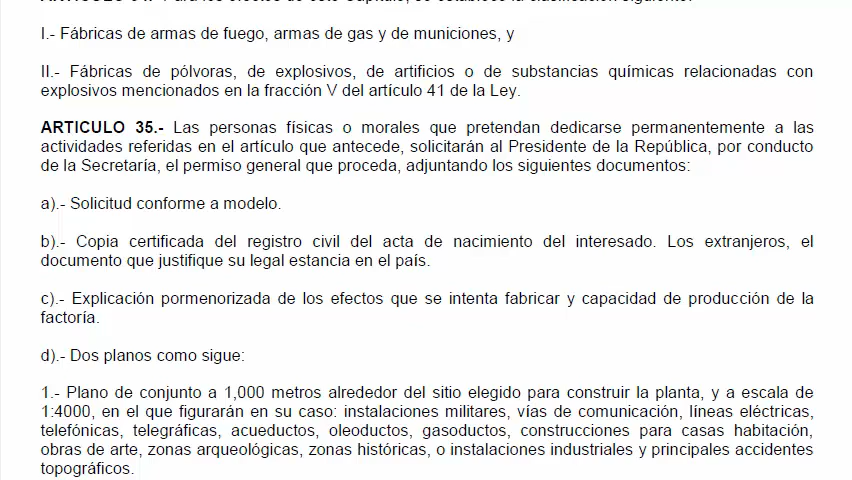 I.- Fábricas de armas de fuego, armas de gas y de municiones, y
II.- Fábricas de pólvoras, de explosivos, de artificios o de substancias químicas relacionadas con
explosivos mencionados en la fracción V del artículo 41 de la Ley.
ARTICULO 35.- Las personas físicas o morales que pretendan dedicarse permanentemente a las
actividades referidas en el artículo que antecede, solicitarán al Presidente de la República, por conducto
de la Secretaría, el permiso general que proceda, adjuntando los siguientes documentos:
a).- Solicitud conforme a modelo.
b).- Copia certificada del registro civil del acta de nacimiento del interesado. Los extranjeros, el
documento que justifique su legal estancia en el país.
c).- Explicación pormenorizada de los efectos que se intenta fabricar y capacidad de producción de la
factoría.
d).- Dos planos como sigue:
1.- Plano de conjunto a 1,000 metros alrededor del sitio elegido para construir la planta, y a escala de
1:4000, en el que figurarán en su caso: instalaciones militares, vías de comunicación, líneas eléctricas,
telefónicas, telegráficas, acueductos, oleoductos, gasoductos, construcciones para casas habitación,
obras de arte, zonas arqueológicas, zonas históricas, o instalaciones industriales y principales accidentes
topográficos.